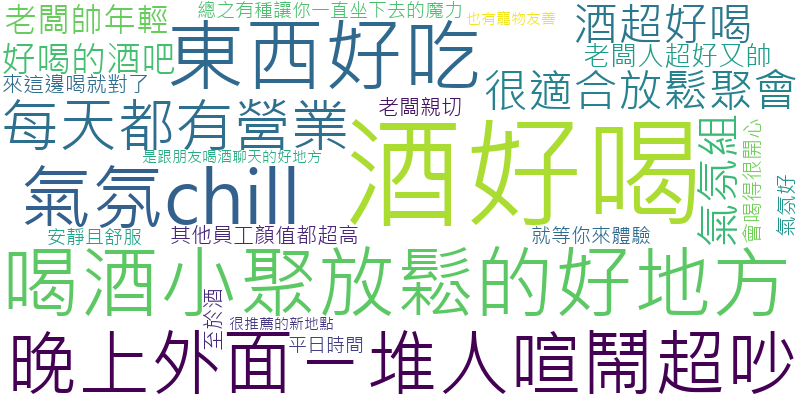 老闆帥年輕
總之有種讓你一直坐下去的魔力
也有寵物友善
酒超好喝
好喝的酒吧
東西好吃
老闆人超好又帥
來這邊喝就對了
很適合放鬆聚會
老闆親切
每天都有營業
酒好喝
氣氛組
會喝得很開心
是跟朋友喝酒聊天的好地方
氣氛chill
氣氛好
安靜且舒服
其他員工顏值都超高
就等你來體驗
喝酒小聚放鬆的好地方
至於酒
很推薦的新地點
平日時間
晚上外面一堆人喧鬧超吵